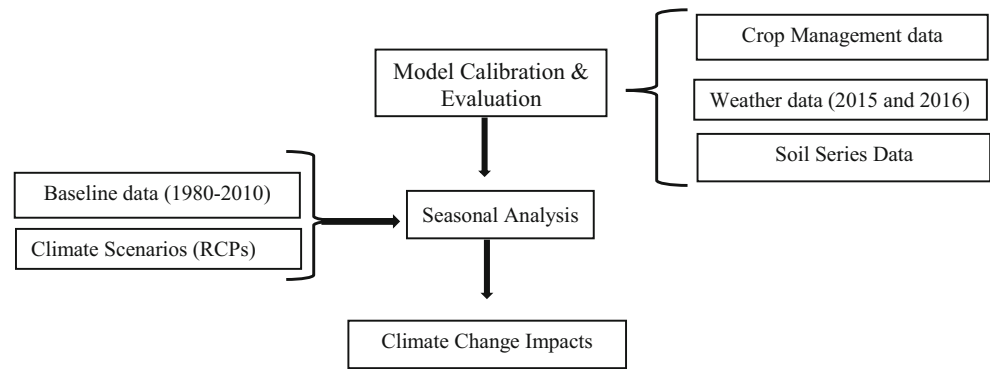 Model Calibration &
Evaluation
Crop Management data
Weather data (2015 and 2016)
Soil Series Data
Baseline data (1980-2010)
Climate Scenarios (RCPs)
Seasonal Analysis
Climate Change Impacts